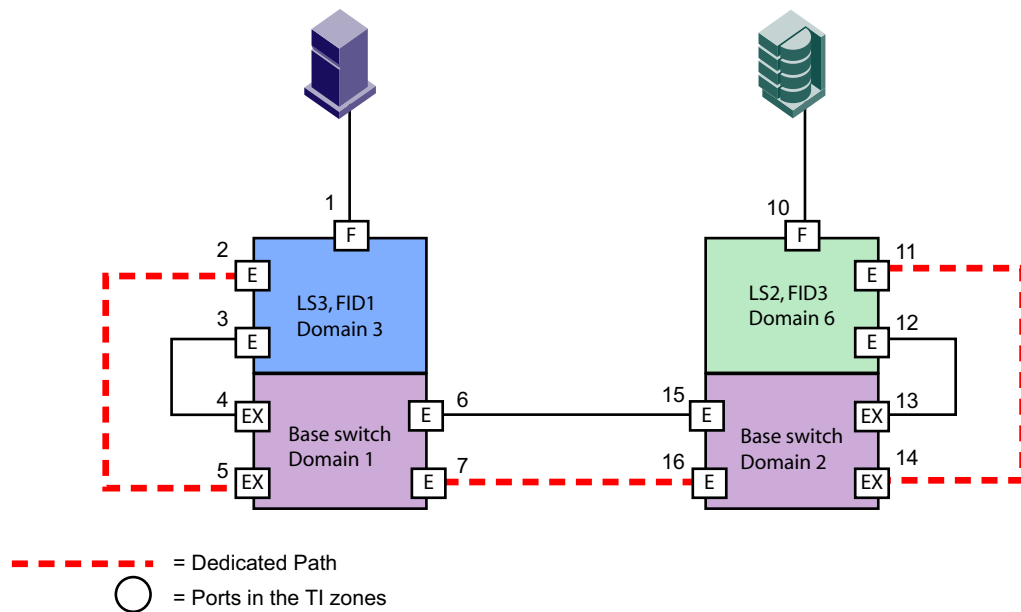 1
10
F
F
2
11
E
E
LS3, FID1
Domain 3
LS2, FID3
Domain 6
3
12
E
E
4
6
15
13
EX
E
E
EX
Base switch
Domain 1
Base switch
Domain 2
5
7
16
14
EX
E
E
EX
= Dedicated Path
= Ports in the TI zones